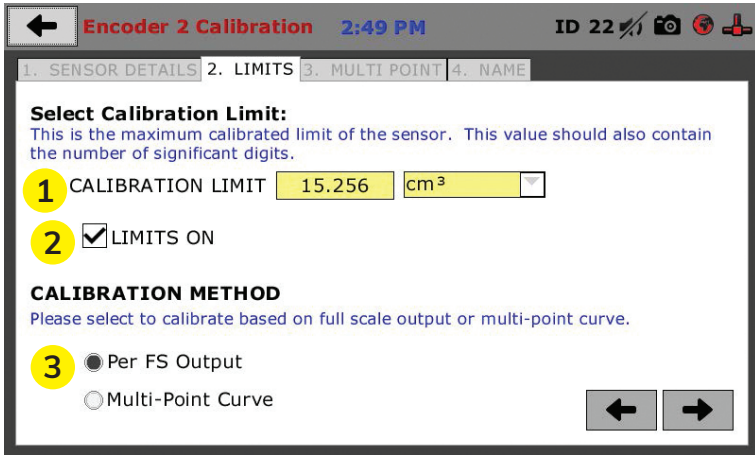 Encoder 2 Calibration 2:49 PM ID 22
1. SENSOR DETAILS 2. LIMITS 3. MULTI POINT 4. NAME
Select Calibration Limit:
This is the maximum calibrated limit of the sensor. This value should also contain
the number of significant digits.
1 CALIBRATION LIMIT 15.256 cm³
2 LIMITS ON
CALIBRATION METHOD
Please select to calibrate based on full scale output or multi-point curve.
3 Per FS Output
Multi-Point Curve